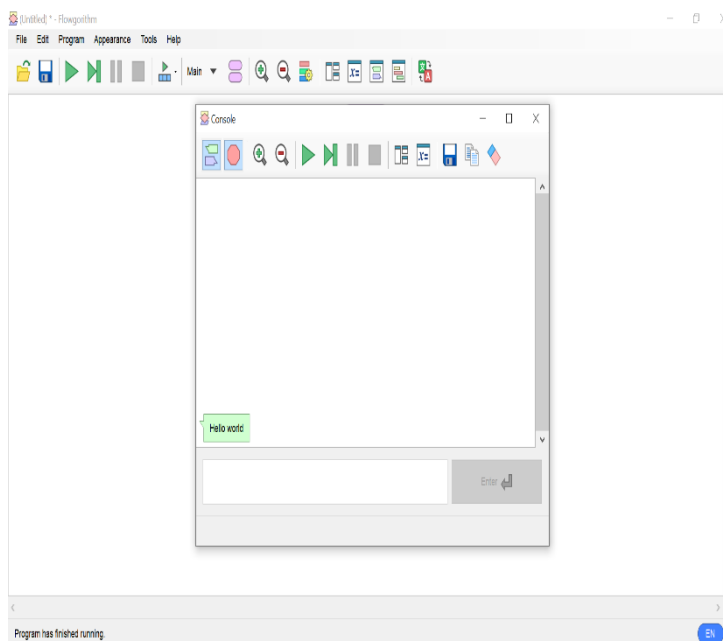 (Untitled) * - Flowgorithm
File Edit Program Appearance Tools Help
Main
Console
Hello world
Enter
Program has finished running.
EN